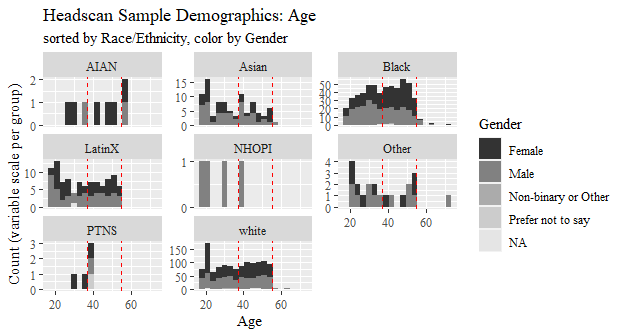 Headscan Sample Demographics: Age
sorted by Race/Ethnicity, color by Gender
AIAN
Asian
Black
2
1
0
15
10
5
0
50
40
30
20
10
0
LatinX
NHOPI
Other
10
5
0
1
0
4
3
2
1
0
PTNS
white
3
2
1
0
150
100
50
0
20 40 60
20 40 60
20 40 60
Age
Count (variable scale per group)
Gender
Female
Male
Non-binary or Other
Prefer not to say
NA